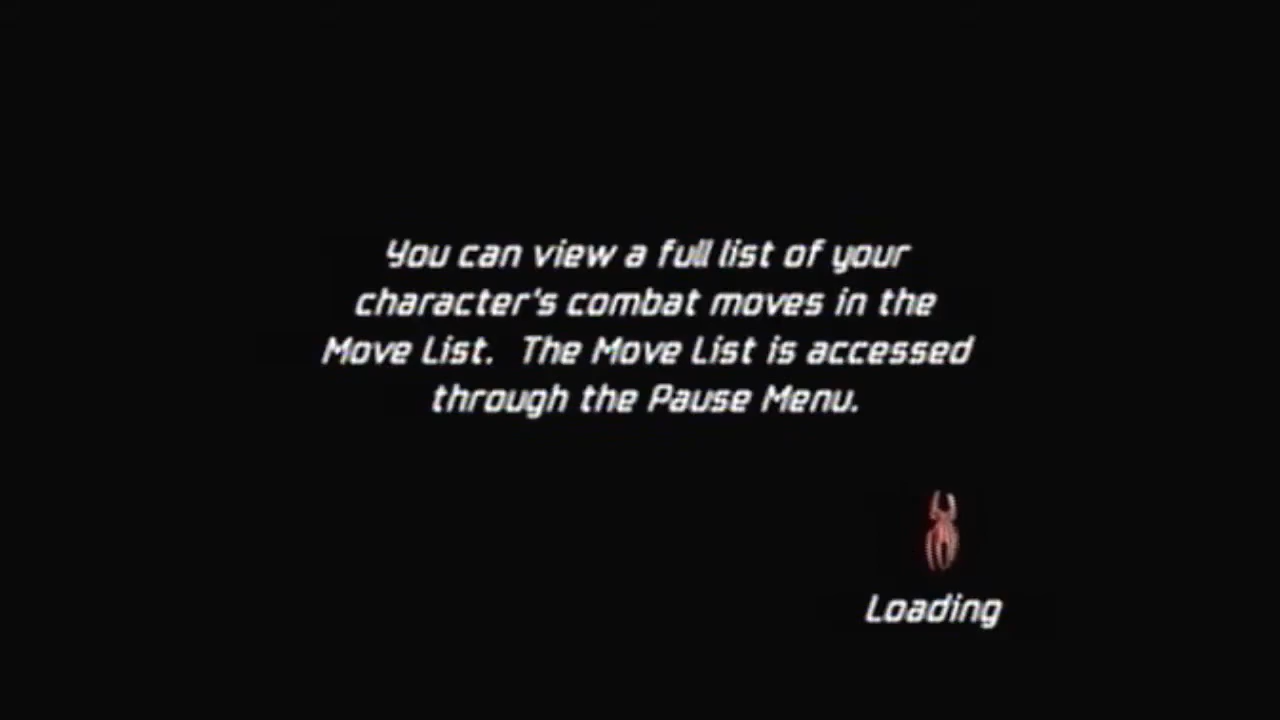 You can view a full list of your
character's combat moves in the
Move List.  The Move List is accessed
through the Pause Menu.
Loading